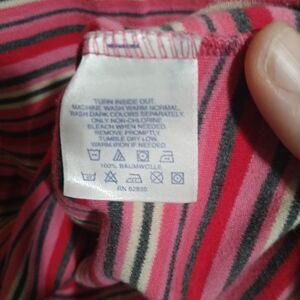 TURN INSIDE OUT.
MACHINE WASH WARM NORMAL.
WASH DARK COLORS SEPARATELY.
ONLY NON-CHLORINE
BLEACH WHEN NEEDED.
REMOVE PROMPTLY.
TUMBLE DRY LOW.
WARM IRON IF NEEDED.
100% BAUMWOLLE
RN 62850